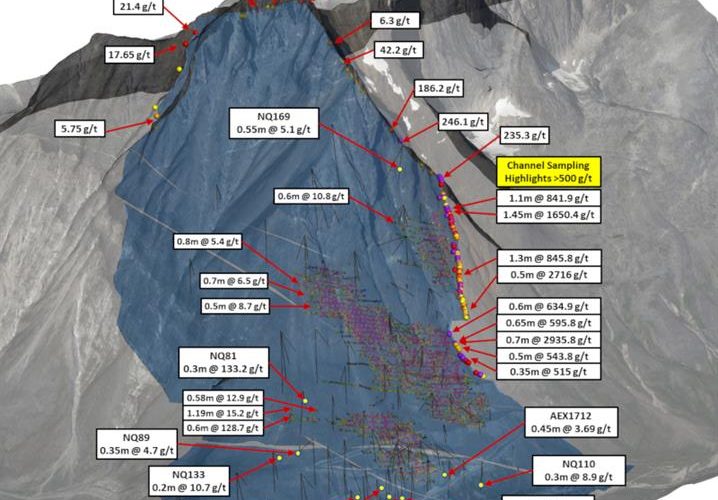 21.4 g/t
6.3 g/t
17.65 g/t
42.2 g/t
186.2 g/t
5.75 g/t
NQ169
0.55m @ 5.1 g/t
246.1 g/t
235.3 g/t
Channel Sampling
Highlights >500 g/t
0.6m @ 10.8 g/t
1.1m @ 841.9 g/t
1.45m @ 1650.4 g/t
0.8m @ 5.4 g/t
1.3m @ 845.8 g/t
0.5m @ 2716 g/t
0.7m @ 6.5 g/t
0.5m @ 8.7 g/t
0.6m @ 634.9 g/t
0.65m @ 595.8 g/t
0.7m @ 2935.8 g/t
0.5m @ 543.8 g/t
0.35m @ 515 g/t
NQ81
0.3m @ 133.2 g/t
0.58m @ 12.9 g/t
1.19m @ 15.2 g/t
0.6m @ 128.7 g/t
AEX1712
0.45m @ 3.69 g/t
NQ89
0.35m @ 4.7 g/t
NQ133
0.2m @ 10.7 g/t
NQ110
0.3m @ 8.9 g/t